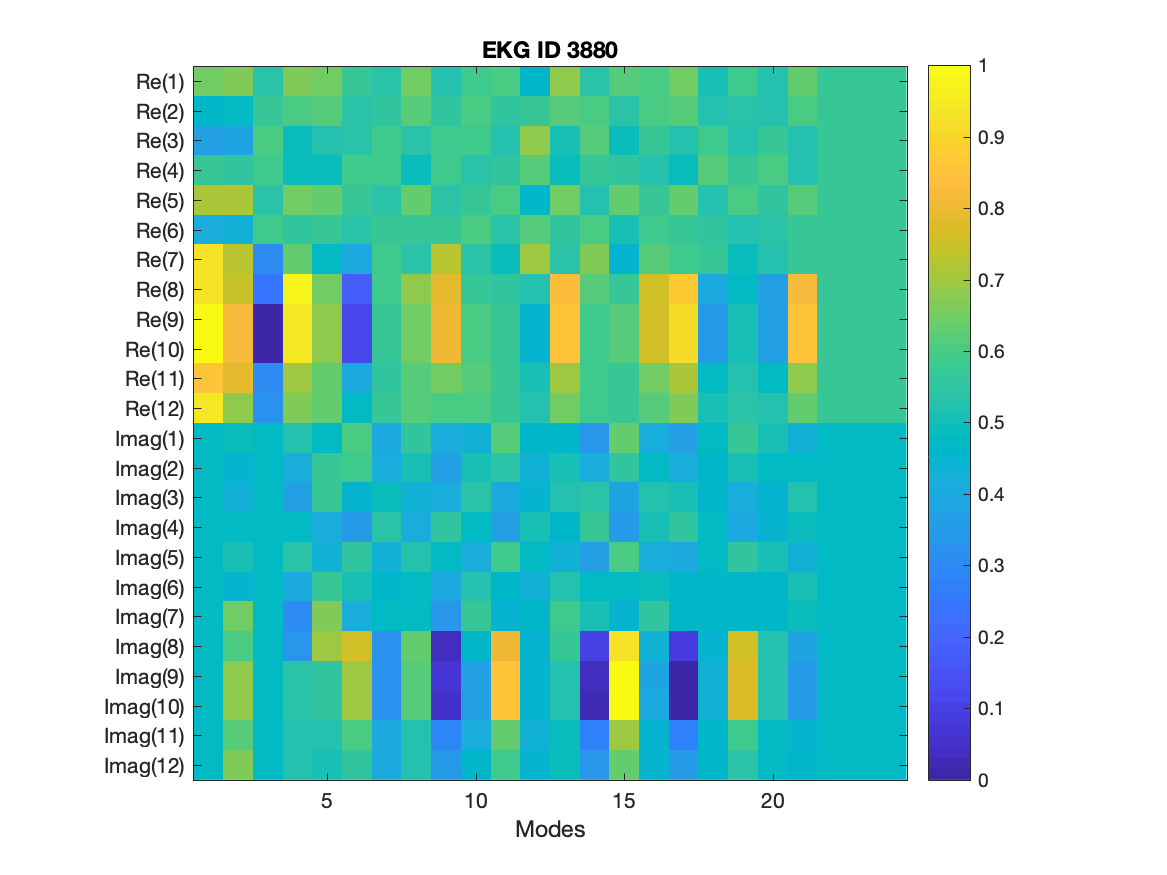 EKG ID 3880
Re(1)
Re(2)
Re(3)
Re(4)
Re(5)
Re(6)
Re(7)
Re(8)
Re(9)
Re(10)
Re(11)
Re(12)
Imag(1)
Imag(2)
Imag(3)
Imag(4)
Imag(5)
Imag(6)
Imag(7)
Imag(8)
Imag(9)
Imag(10)
Imag(11)
Imag(12)
5 10 15 20
Modes
1
0.9
0.8
0.7
0.6
0.5
0.4
0.3
0.2
0.1
0